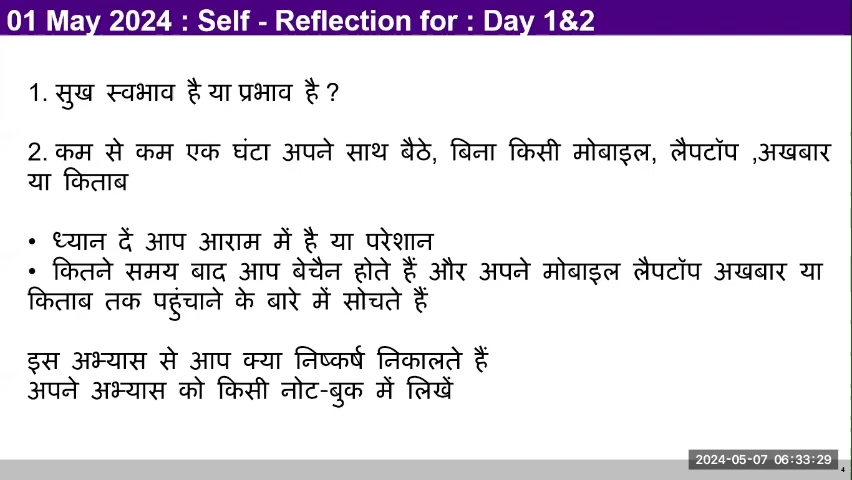 01 May 2024 : Self - Reflection for : Day 1&2
1. सुख स्वभाव है या प्रभाव है ?
2. कम से कम एक घंटा अपने साथ बैठे, बिना किसी मोबाइल, लैपटॉप ,अखबार
या किताब
• ध्यान दें आप आराम में है या परेशान
• कितने समय बाद आप बेचैन होते हैं और अपने मोबाइल लैपटॉप अखबार या
किताब तक पहुंचाने के बारे में सोचते हैं
इस अभ्यास से आप क्या निष्कर्ष निकालते हैं
अपने अभ्यास को किसी नोट-बुक में लिखें
2024-05-07 06:33:29
4